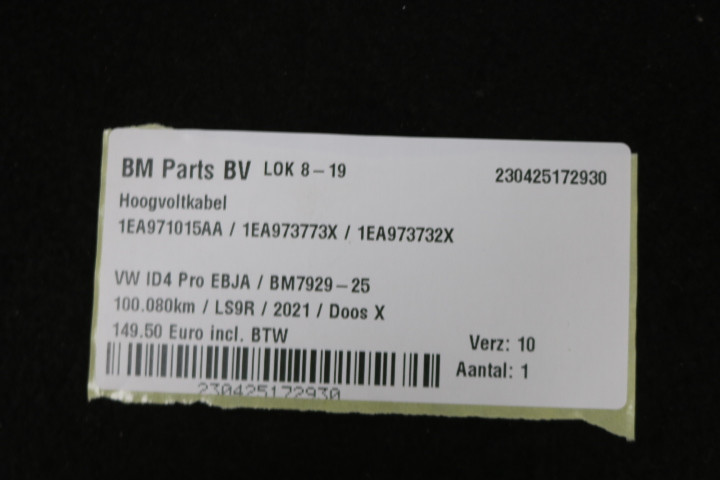 BM Parts BV LOK 8-19 230425172930
Hoogvoltkabel
1EA971015AA / 1EA973773X / 1EA973732X
VW ID4 Pro EBJA / BM7929-25
100.080km / LS9R / 2021 / Doos X
149.50 Euro incl. BTW
Verz: 10
Aantal: 1
230425172930